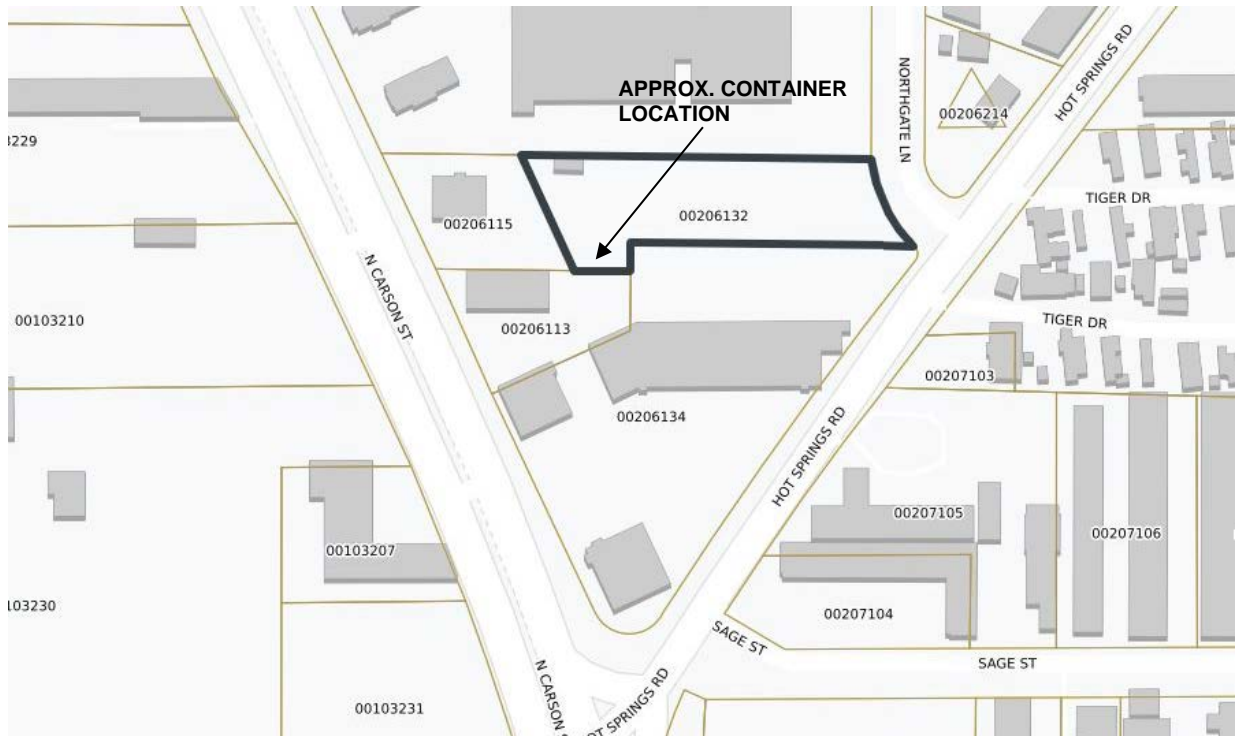 APPROX. CONTAINER
LOCATION
NORTHGATE LN
HOT SPRINGS RD
00206214
3229
TIGER DR
00206132
00206115
N CARSON ST
00103210
00206113
TIGER DR
00207103
00206134
HOT SPRINGS RD
00207105
00207106
00103207
103230
00207104
SAGE ST
SAGE ST
HOT SPRINGS RD
N CARSON S
00103231